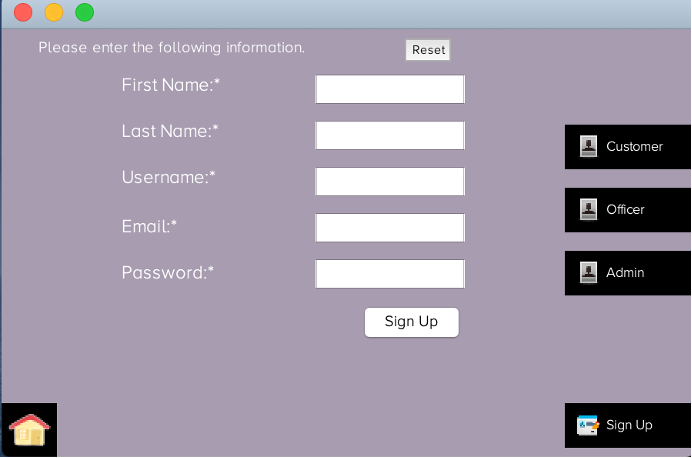 Please enter the following information.
Reset
First Name:*
Last Name:*
Username:*
Email:*
Password:*
Sign Up
Customer
Officer
Admin
Sign Up